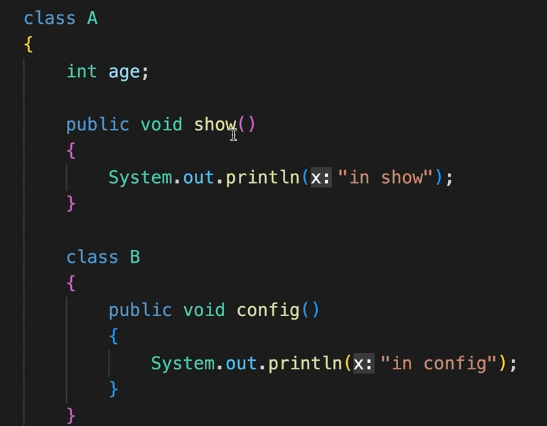 class A
{
    int age;
    public void show()
    {
        System.out.println(x: "in show");
    }
    class B
    {
        public void config()
        {
            System.out.println(x: "in config");
        }
    }